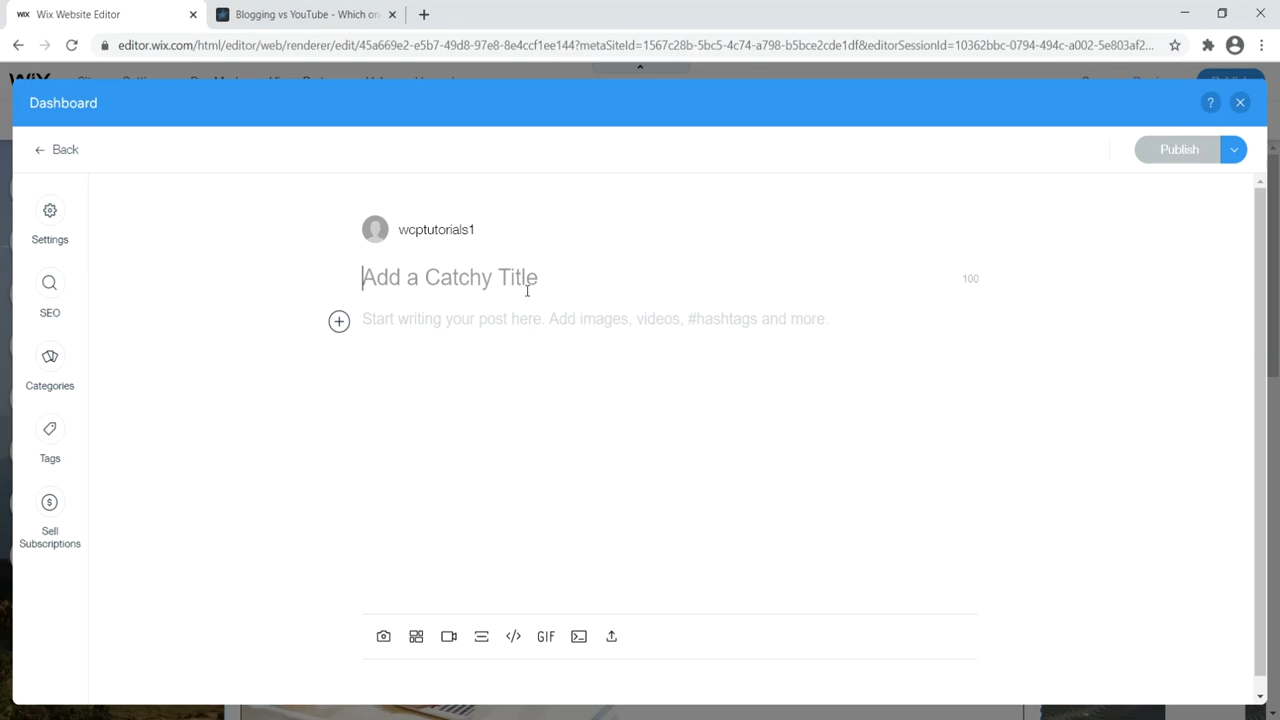 WIX Wix Website Editor
Blogging vs YouTube - Which on
editor.wix.com/html/editor/web/renderer/edit/45a669e2-e5b7-49d8-97e8-8e4ccf1ee144?metaSiteId=1567c28b-5bc5-4c74-a798-b5bce2cde1df&editorSessionId=10362bbc-0794-494c-a002-5e803af2...
Dashboard
?
Back
Publish
wcptutorials1
Settings
Add a Catchy Title
100
Start writing your post here. Add images, videos, #hashtags and more.
SEO
Categories
Tags
Sell
Subscriptions
GIF